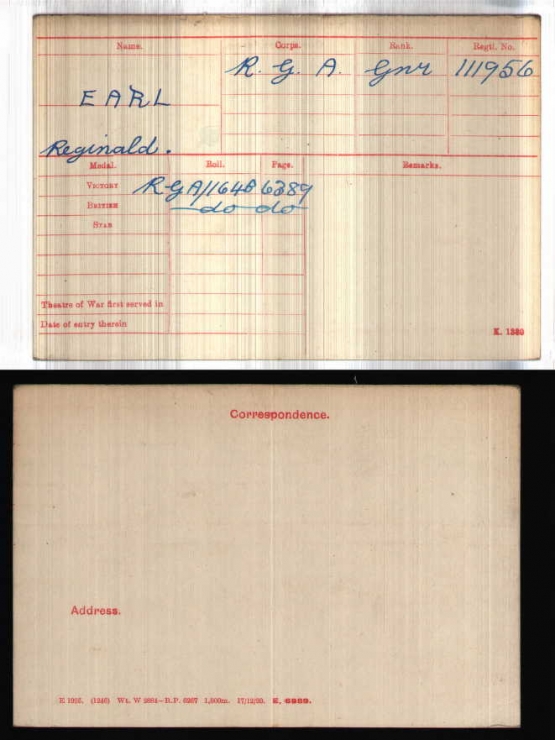 Name. Corps. Rank. Regtl. No.
R. G. A. Gnr 111956
EARL
Reginald.
Medal. Roll. Page. Remarks.
VICTORY RGA/164B 6389
BRITISH do do
STAR
Theatre of War first served in
Date of entry therein
K. 1380
Correspondence.
Address.